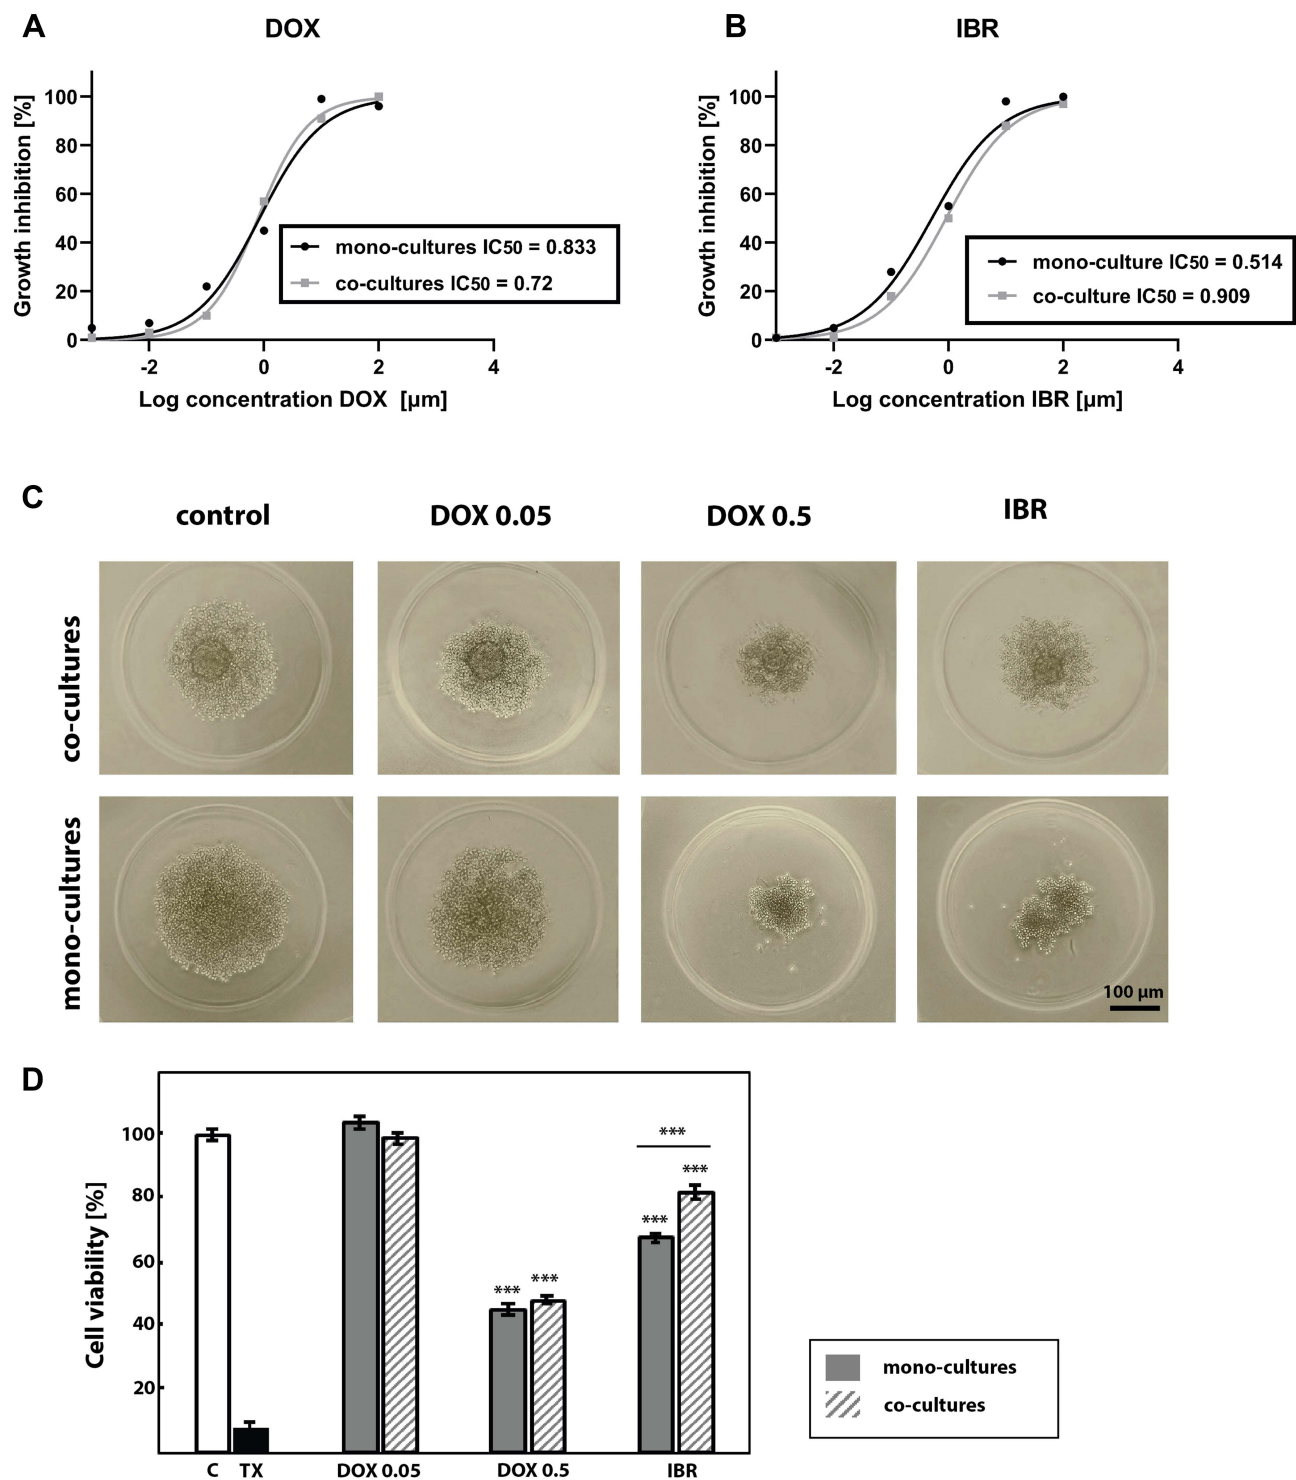 A
DOX
Growth inhibition [%]
100
80
60
40
20
0
-2
0
2
4
Log concentration DOX [µm]
mono-cultures IC50 = 0.833
co-cultures IC50 = 0.72
B
IBR
Growth inhibition [%]
100
80
60
40
20
0
-2
0
2
4
Log concentration IBR [µm]
mono-culture IC50 = 0.514
co-culture IC50 = 0.909
C
control
DOX 0.05
DOX 0.5
IBR
co-cultures
mono-cultures
100 µm
D
Cell viability [%]
100
80
60
40
20
***
***
***
***
***
C
TX
DOX 0.05
DOX 0.5
IBR
mono-cultures
co-cultures